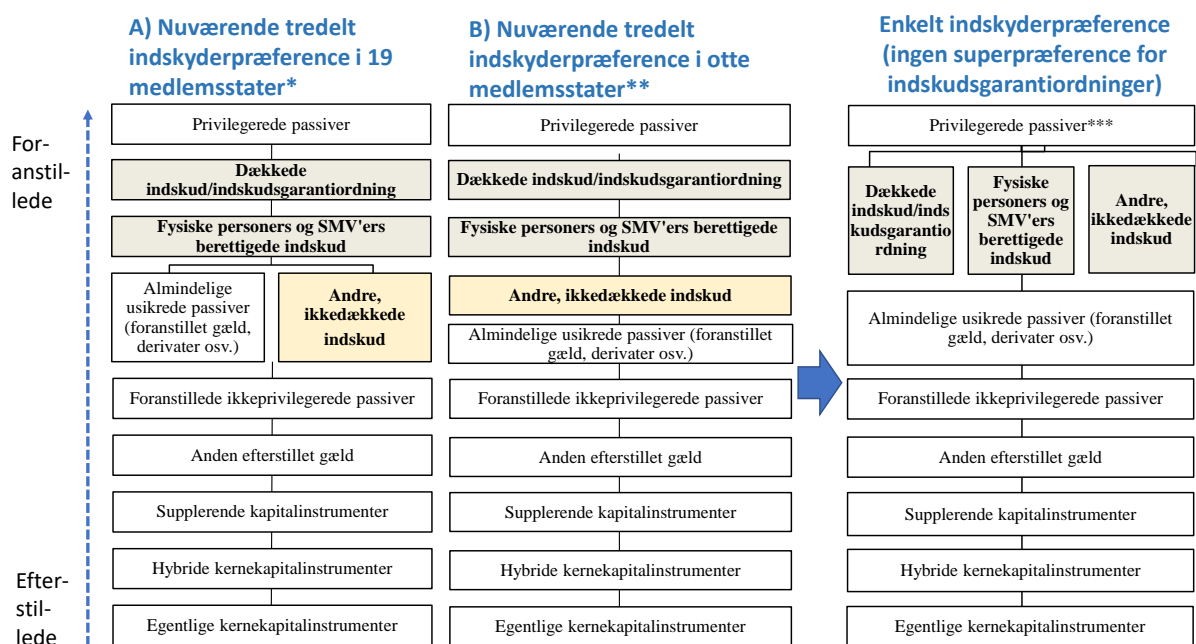 A) Nuværende tredelt
indskyderpræference i 19
medlemsstater*
B) Nuværende tredelt
indskyderpræference i otte
medlemsstater**
Enkelt indskyderpræference
(ingen superpræference for
indskudsgarantiordninger)
For-
anstil-
lede
Efter-
stil-
lede
Privilegerede passiver
Dækkede
indskud/indskudsgarantiordning
Fysiske personers og SMV'ers
berettigede indskud
Almindelige
usikrede passiver
(foranstillet gæld,
derivater osv.)
Andre,
ikkedækkede
indskud
Foranstillede ikkeprivilegerede passiver
Anden efterstillet gæld
Supplerende kapitalinstrumenter
Hybride kernekapitalinstrumenter
Egentlige kernekapitalinstrumenter
Privilegerede passiver
Dækkede indskud/indskudsgarantiordning
Fysiske personers og SMV'ers berettigede
indskud
Andre, ikkedækkede indskud
Almindelige usikrede passiver (foranstillet
gæld, derivater osv.)
Foranstillede ikkeprivilegerede passiver
Anden efterstillet gæld
Supplerende kapitalinstrumenter
Hybride kernekapitalinstrumenter
Egentlige kernekapitalinstrumenter
Privilegerede passiver***
Dækkede
indskud/inds
kudsgarantio
rdning
Fysiske
personers og
SMV'ers
berettigede
indskud
Andre,
ikkedækkede
indskud
Almindelige usikrede passiver (foranstillet
gæld, derivater osv.)
Foranstillede ikkeprivilegerede passiver
Anden efterstillet gæld
Supplerende kapitalinstrumenter
Hybride kernekapitalinstrumenter
Egentlige kernekapitalinstrumenter